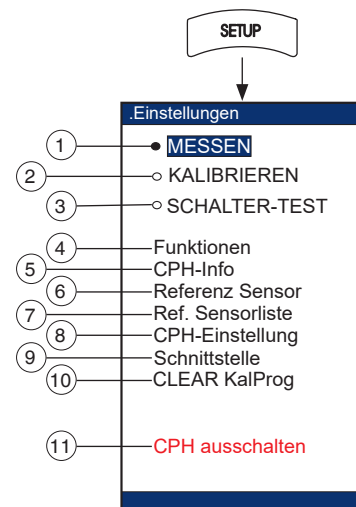 SETUP
.Einstellungen
1 MESSEN
2 KALIBRIEREN
3 SCHALTER-TEST
4 Funktionen
5 CPH-Info
6 Referenz Sensor
7 Ref. Sensorliste
8 CPH-Einstellung
9 Schnittstelle
10 CLEAR KalProg
11 CPH ausschalten